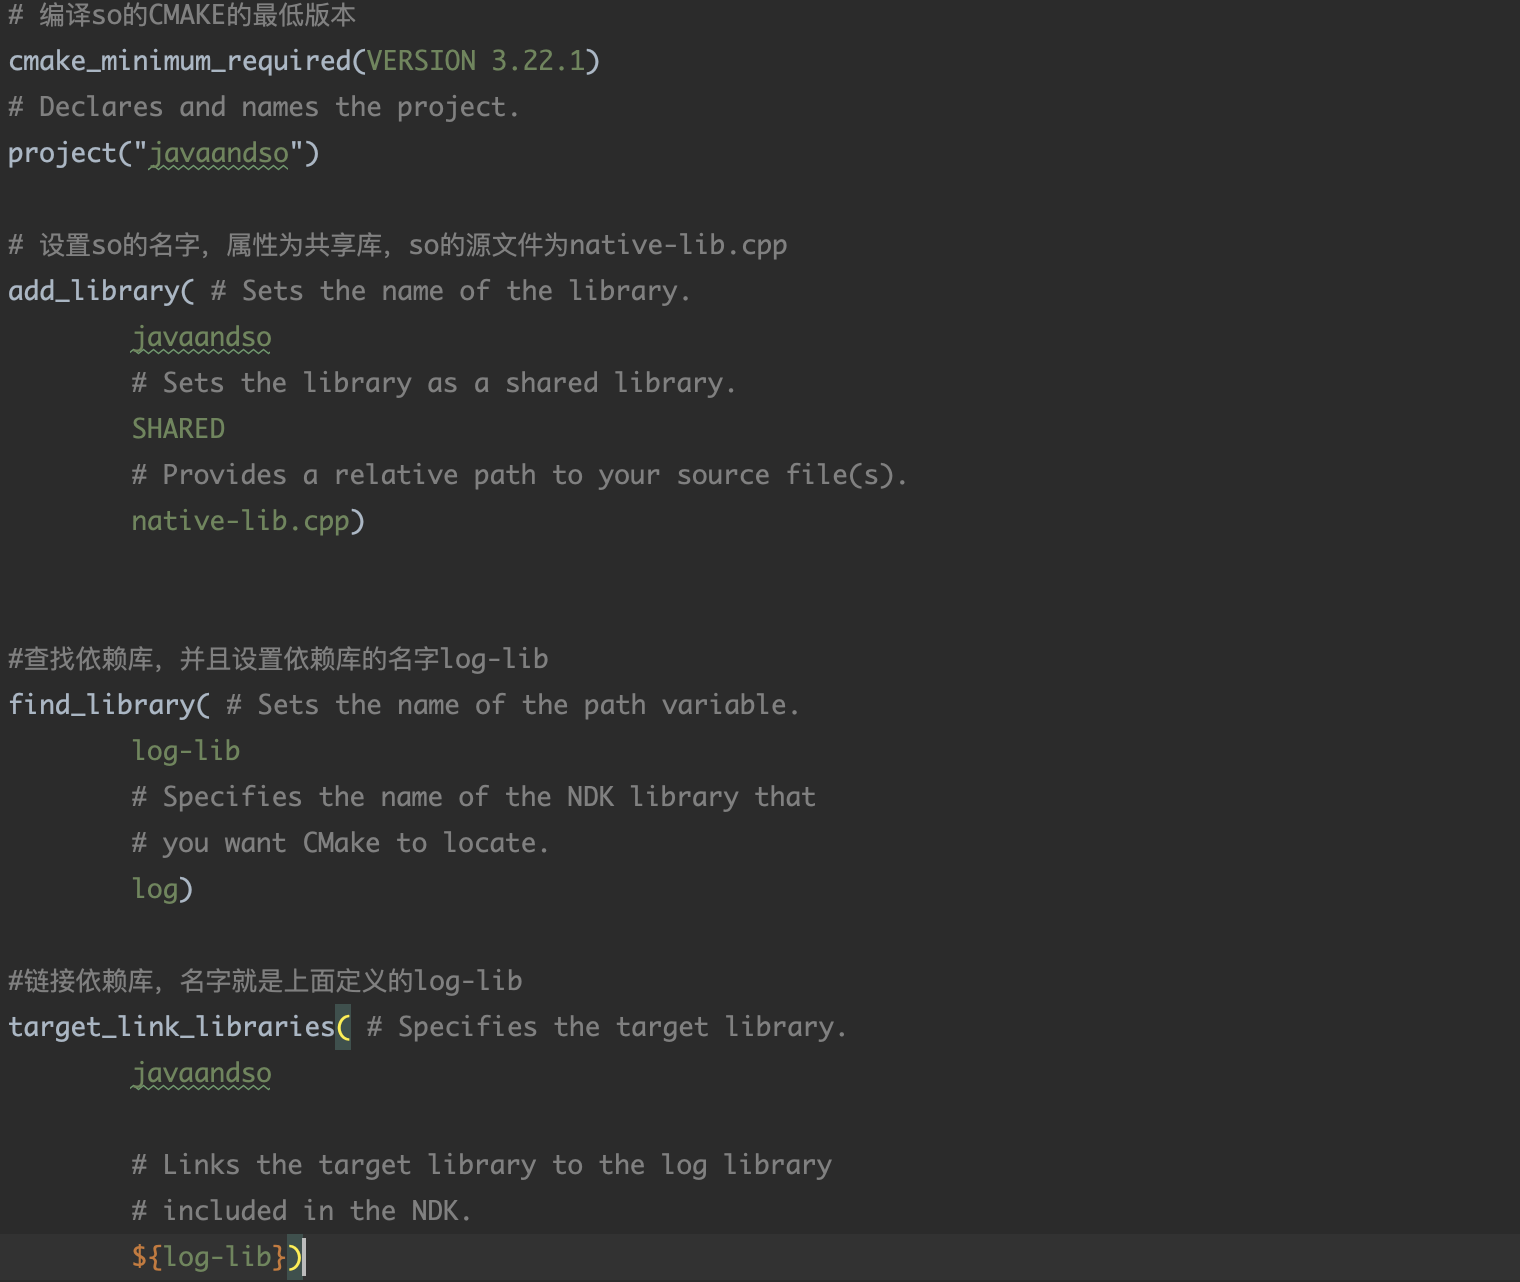 # 编译so的CMAKE的最低版本
cmake_minimum_required(VERSION 3.22.1)
# Declares and names the project.
project("javaandso")
# 设置so的名字，属性为共享库，so的源文件为native-lib.cpp
add_library( # Sets the name of the library.
javaandso
# Sets the library as a shared library.
SHARED
# Provides a relative path to your source file(s).
native-lib.cpp)
#查找依赖库，并且设置依赖库的名字log-lib
find_library( # Sets the name of the path variable.
log-lib
# Specifies the name of the NDK library that
# you want CMake to locate.
log)
#链接依赖库，名字就是上面定义的log-lib
target_link_libraries( # Specifies the target library.
javaandso
# Links the target library to the log library
# included in the NDK.
${log-lib})